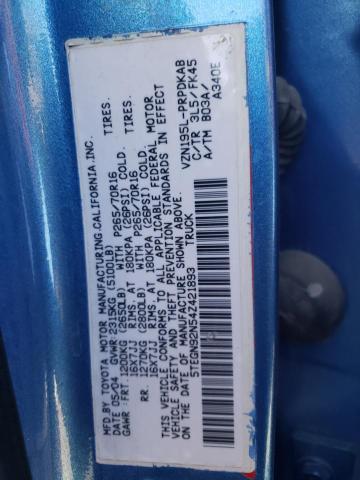 MFD BY: TOYOTA MOTOR MANUFACTURING, CALIFORNIA INC.
DATE: 05/04 GVWR 2315KG (5100LB)
GAWR: FRT. 1200KG (2650LB) WITH P265/70R16 TIRES.
16X7JJ RIMS, AT 180KPA (26PSI) COLD.
RR. 1270KG (2800LB) WITH P265/70R16 TIRES.
16X7JJ RIMS, AT 180KPA (26PSI) COLD.
THIS VEHICLE CONFORMS TO ALL APPLICABLE FEDERAL MOTOR
VEHICLE SAFETY AND THEFT PREVENTION STANDARDS IN EFFECT
ON THE DATE OF MANUFACTURE SHOWN ABOVE.
5TEGN92N54Z421893 TRUCK
VZN195L-PRPDKAB
C/TR 3L5/FK45
A/TM B03A/
A340E